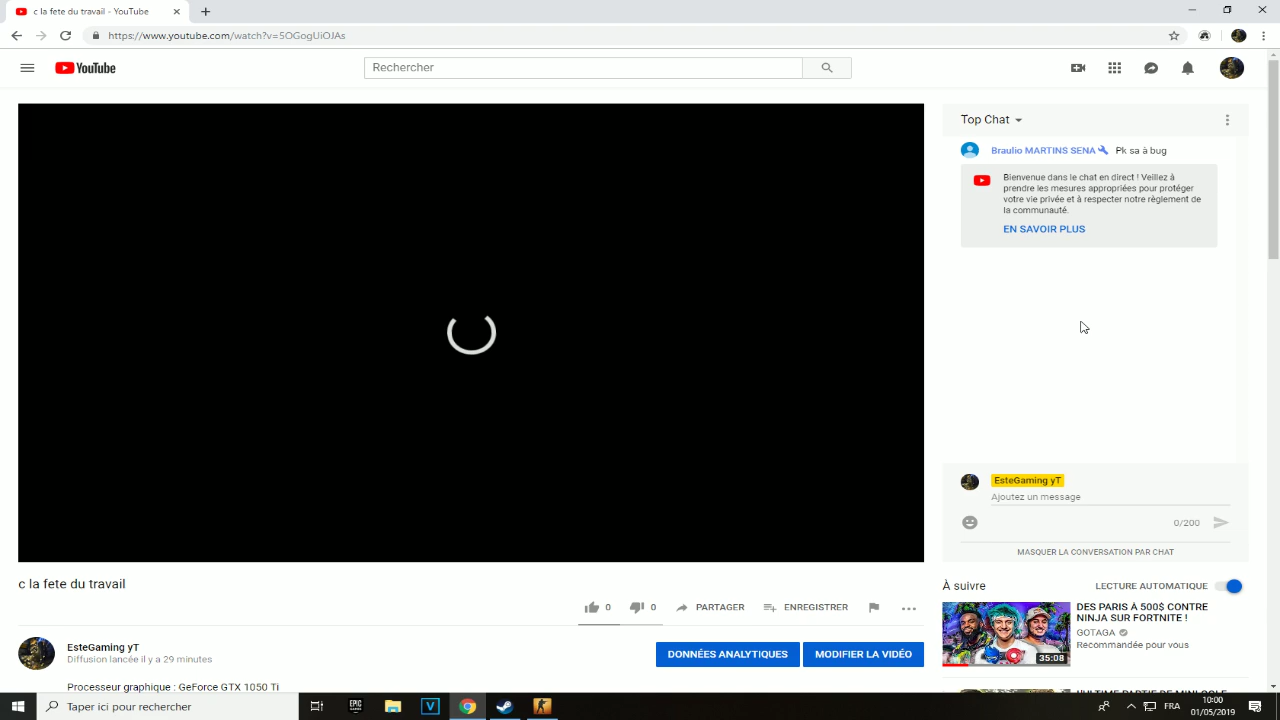 c la fete du travail - YouTube
https://www.youtube.com/watch?v=5OGogUiOJAs
YouTube
Rechercher
Top Chat
Braulio MARTINS SENA Pk sa à bug
Bienvenue dans le chat en direct ! Veillez à
prendre les mesures appropriées pour protéger
votre vie privée et à respecter notre règlement de
la communauté.
EN SAVOIR PLUS
EsteGaming yT
Ajoutez un message
0/200
MASQUER LA CONVERSATION PAR CHAT
c la fete du travail
0
0
PARTAGER
ENREGISTRER
EsteGaming yT
Diffusion lancée il y a 29 minutes
DONNÉES ANALYTIQUES
MODIFIER LA VIDÉO
Processeur graphique : GeForce GTX 1050 Ti
À suivre
LECTURE AUTOMATIQUE
DES PARIS À 500$ CONTRE
NINJA SUR FORTNITE !
GOTAGA
Recommandée pour vous
35:08
Taper ici pour rechercher
EPIC
GAMES
V
FRA
10:00
01/05/2019